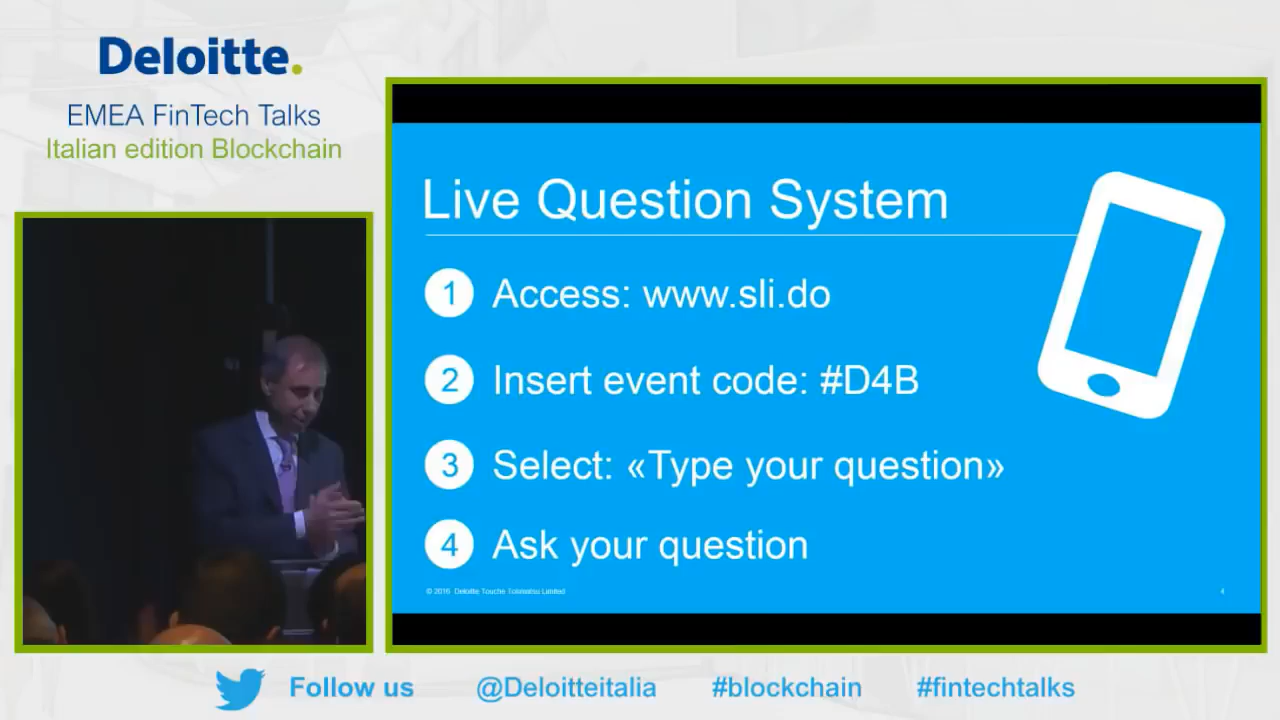 Deloitte.
EMEA FinTech Talks
Italian edition Blockchain
Live Question System
1 Access: www.sli.do
2 Insert event code: #D4B
3 Select: «Type your question»
4 Ask your question
© 2016 Deloitte Touche Tohmatsu Limited
4
Follow us @Deloitteitalia #blockchain #fintechtalks